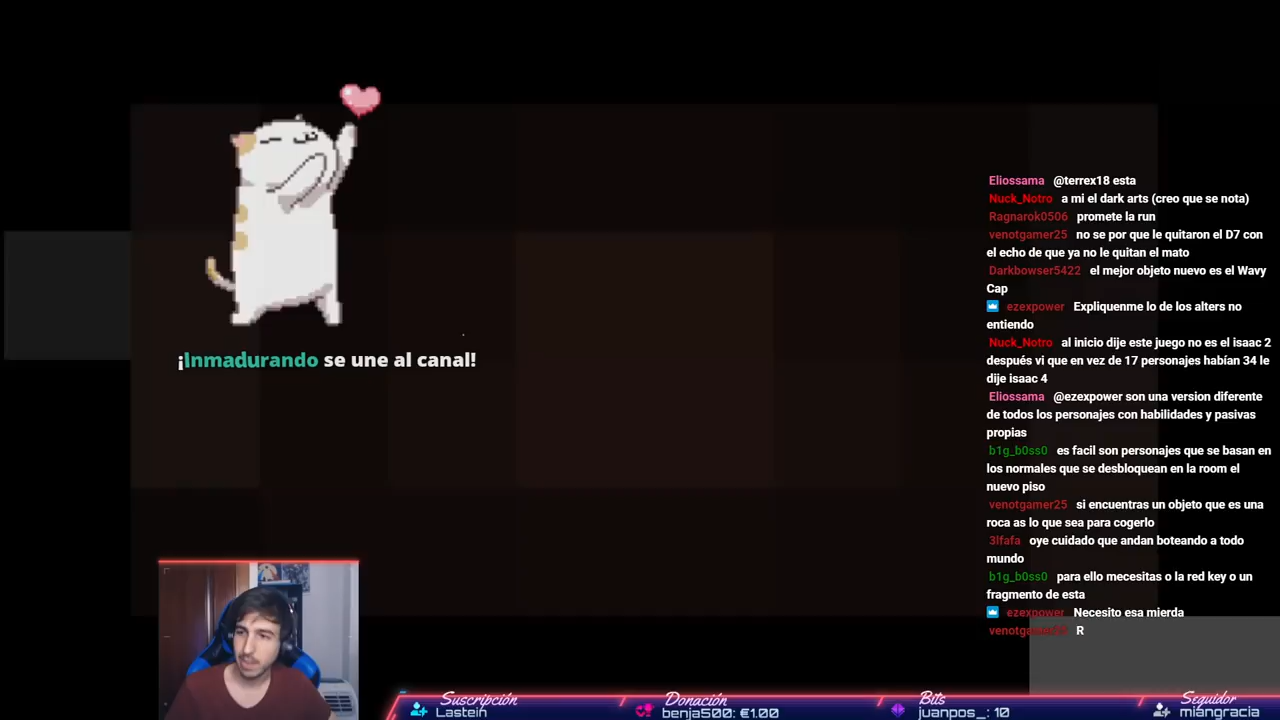 ¡Inmadurando se une al canal!
Eliossama @terrex18 esta
Nuck_Notro a mi el dark arts (creo que se nota)
Ragnarok0506 promete la run
venotgamer25 no se por que le quitaron el D7 con
el echo de que ya no le quitan el mato
Darkbowser5422 el mejor objeto nuevo es el Wavy
Cap
ezexpower Expliquenme lo de los alters no
entiendo
Nuck_Notro al inicio dije este juego no es el isaac 2
después vi que en vez de 17 personajes habían 34 le
dije isaac 4
Eliossama @ezexpower son una version diferente
de todos los personajes con habilidades y pasivas
propias
b1g_b0ss0 es facil son personajes que se basan en
los normales que se desbloquean en la room el
nuevo piso
venotgamer25 si encuentras un objeto que es una
roca as lo que sea para cogerlo
3lfafa oye cuidado que andan boteando a todo
mundo
b1g_b0ss0 para ello mecesitas o la red key o un
fragmento de esta
ezexpower Necesito esa mierda
venotgamer25 R
Suscripción
Lastein
Donación
benja500: €1.00
Bits
juanpos_: 10
Seguidor
miangracia